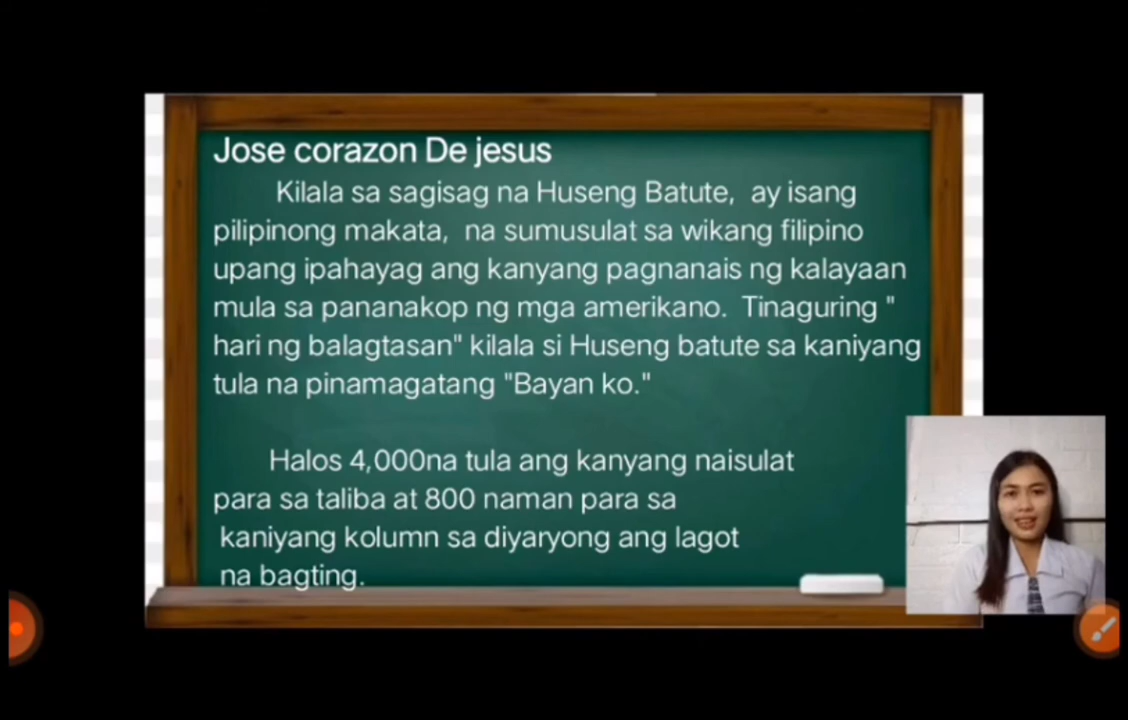 Jose corazon De jesus
Kilala sa sagisag na Huseng Batute, ay isang
pilipinong makata, na sumusulat sa wikang filipino
upang ipahayag ang kanyang pagnanais ng kalayaan
mula sa pananakop ng mga amerikano. Tinaguring "
hari ng balagtasan" kilala si Huseng batute sa kaniyang
tula na pinamagatang "Bayan ko."
Halos 4,000na tula ang kanyang naisulat
para sa taliba at 800 naman para sa
kaniyang kolumn sa diyaryong ang lagot
na bagting.